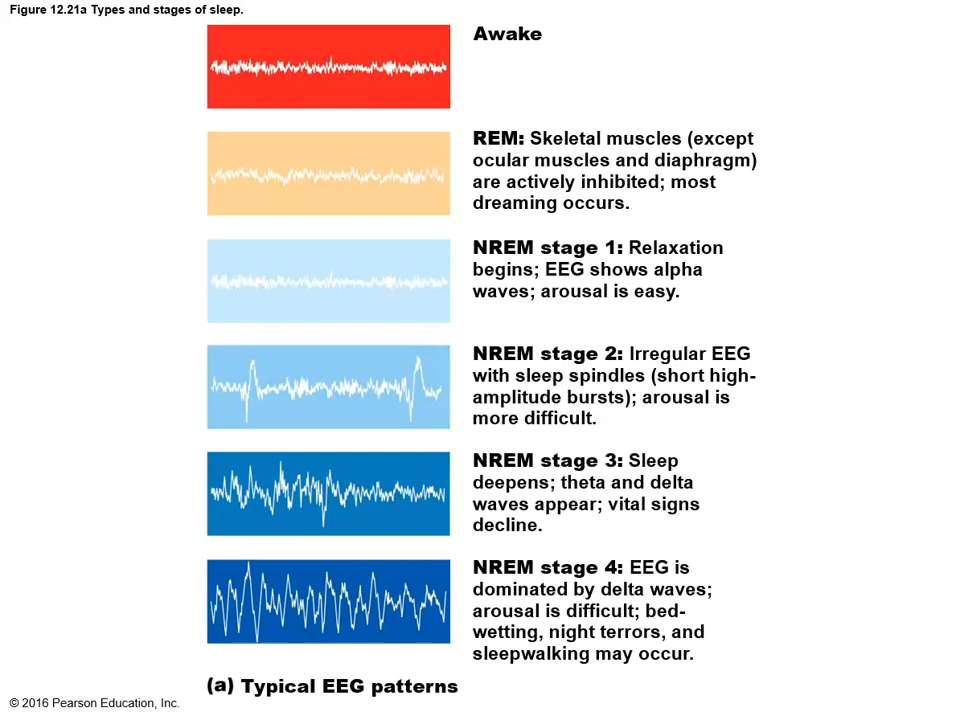 Figure 12.21a Types and stages of sleep.
Awake
REM: Skeletal muscles (except
ocular muscles and diaphragm)
are actively inhibited; most
dreaming occurs.
NREM stage 1: Relaxation
begins; EEG shows alpha
waves; arousal is easy.
NREM stage 2: Irregular EEG
with sleep spindles (short high-
amplitude bursts); arousal is
more difficult.
NREM stage 3: Sleep
deepens; theta and delta
waves appear; vital signs
decline.
NREM stage 4: EEG is
dominated by delta waves;
arousal is difficult; bed-
wetting, night terrors, and
sleepwalking may occur.
(a) Typical EEG patterns
© 2016 Pearson Education, Inc.